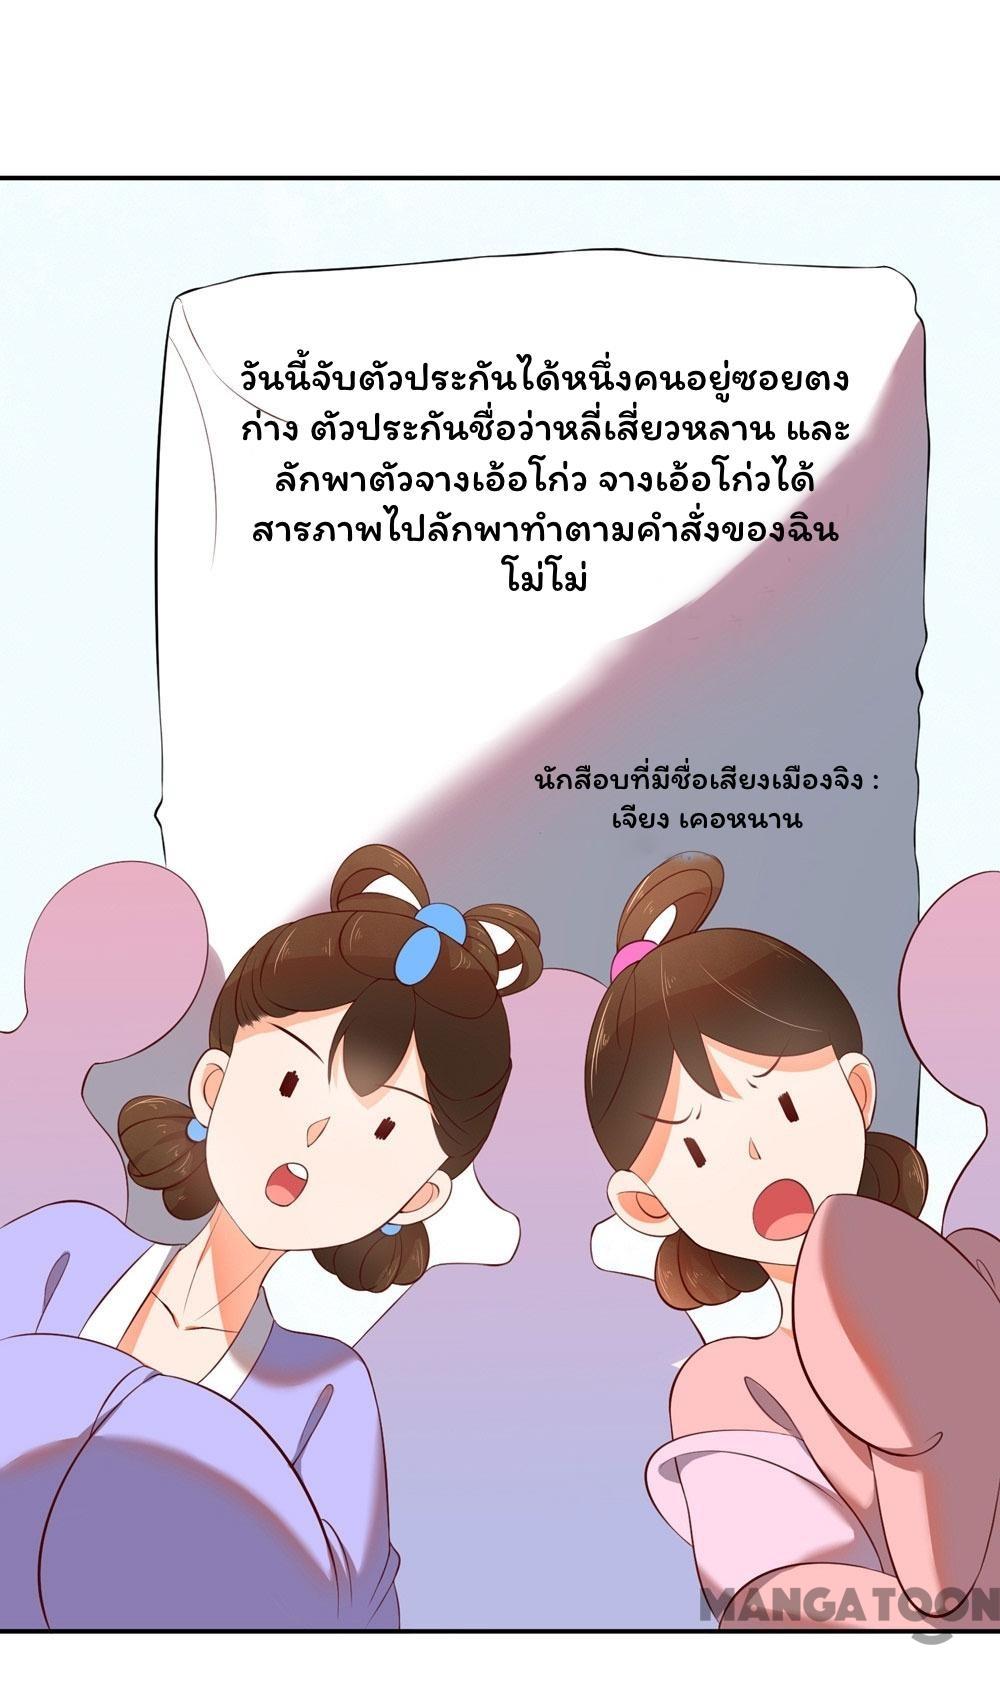 วันนี้จับตัวประกันได้หนึ่งคนอยู่ซอยตง
ก่าง ตัวประกันชื่อว่าหลี่เสี่ยวหลาน และ
ลักพาตัวจางเอ้อโก่ว จางเอ้อโก่วได้
สารภาพไปลักพาทำตามคำสั่งของฉิน
โม่โม่
นักสือบที่มีชื่อเสียงเมืองจิง :
เจียง เคอหนาน
MANGATOON